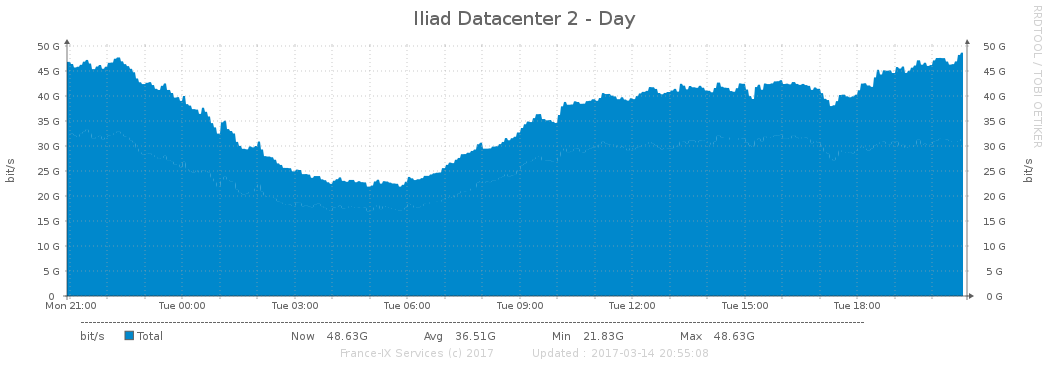 Iliad Datacenter 2 - Day
RRDTOOL / TOBI OETIKER
bit/s
50 G 50 G
45 G 45 G
40 G 40 G
35 G 35 G
30 G 30 G
25 G 25 G
20 G 20 G
15 G 15 G
10 G 10 G
5 G 5 G
0 0 G
bit/s
Mon 21:00 Tue 00:00 Tue 03:00 Tue 06:00 Tue 09:00 Tue 12:00 Tue 15:00 Tue 18:00
bit/s Total Now 48.63G Avg 36.51G Min 21.83G Max 48.63G
France-IX Services (c) 2017 Updated : 2017-03-14 20:55:08